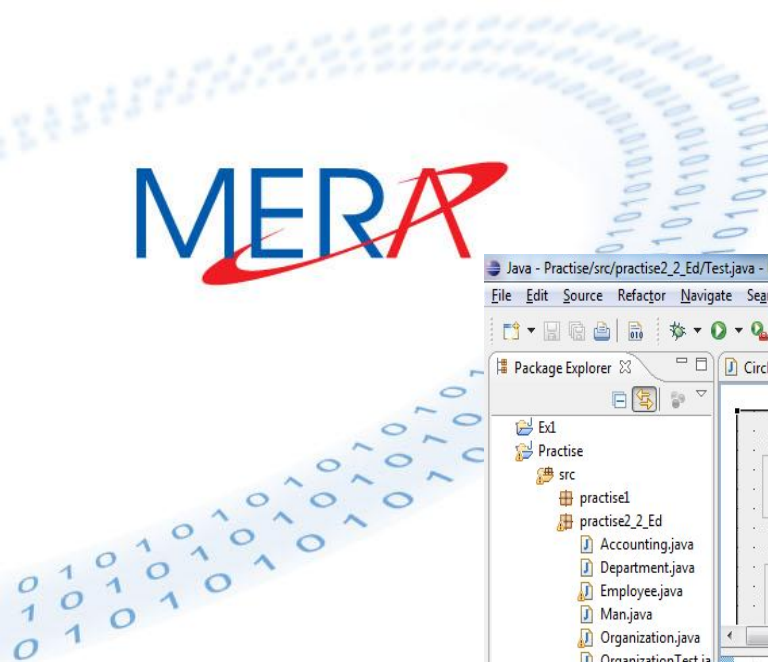 MERA
Java - Practise/src/practise2_2_Ed/Test.java -
File Edit Source Refactor Navigate
Package Explorer
Ex1
Practise
src
practise1
practise2_2_Ed
Accounting.java
Department.java
Employee.java
Man.java
Organization.java